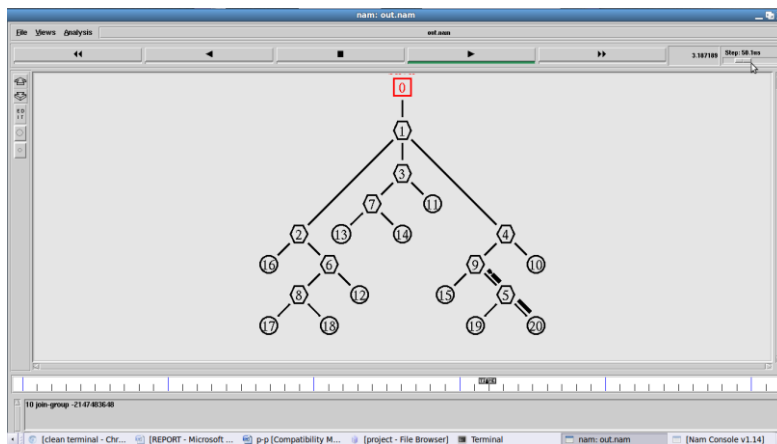 nam: out.nam
File Views Analysis out.nam
3.187189 Step: 50.1ms
E D
I T
0
1
3
7 11
2 13 14 4
16 6 9 10
8 12 15 5
17 18 19 20
10 join-group -2147483648
[clean terminal - Chr... [REPORT - Microsoft ... p-p [Compatibility M... [project - File Browser] Terminal nam: out.nam [Nam Console v1.14]